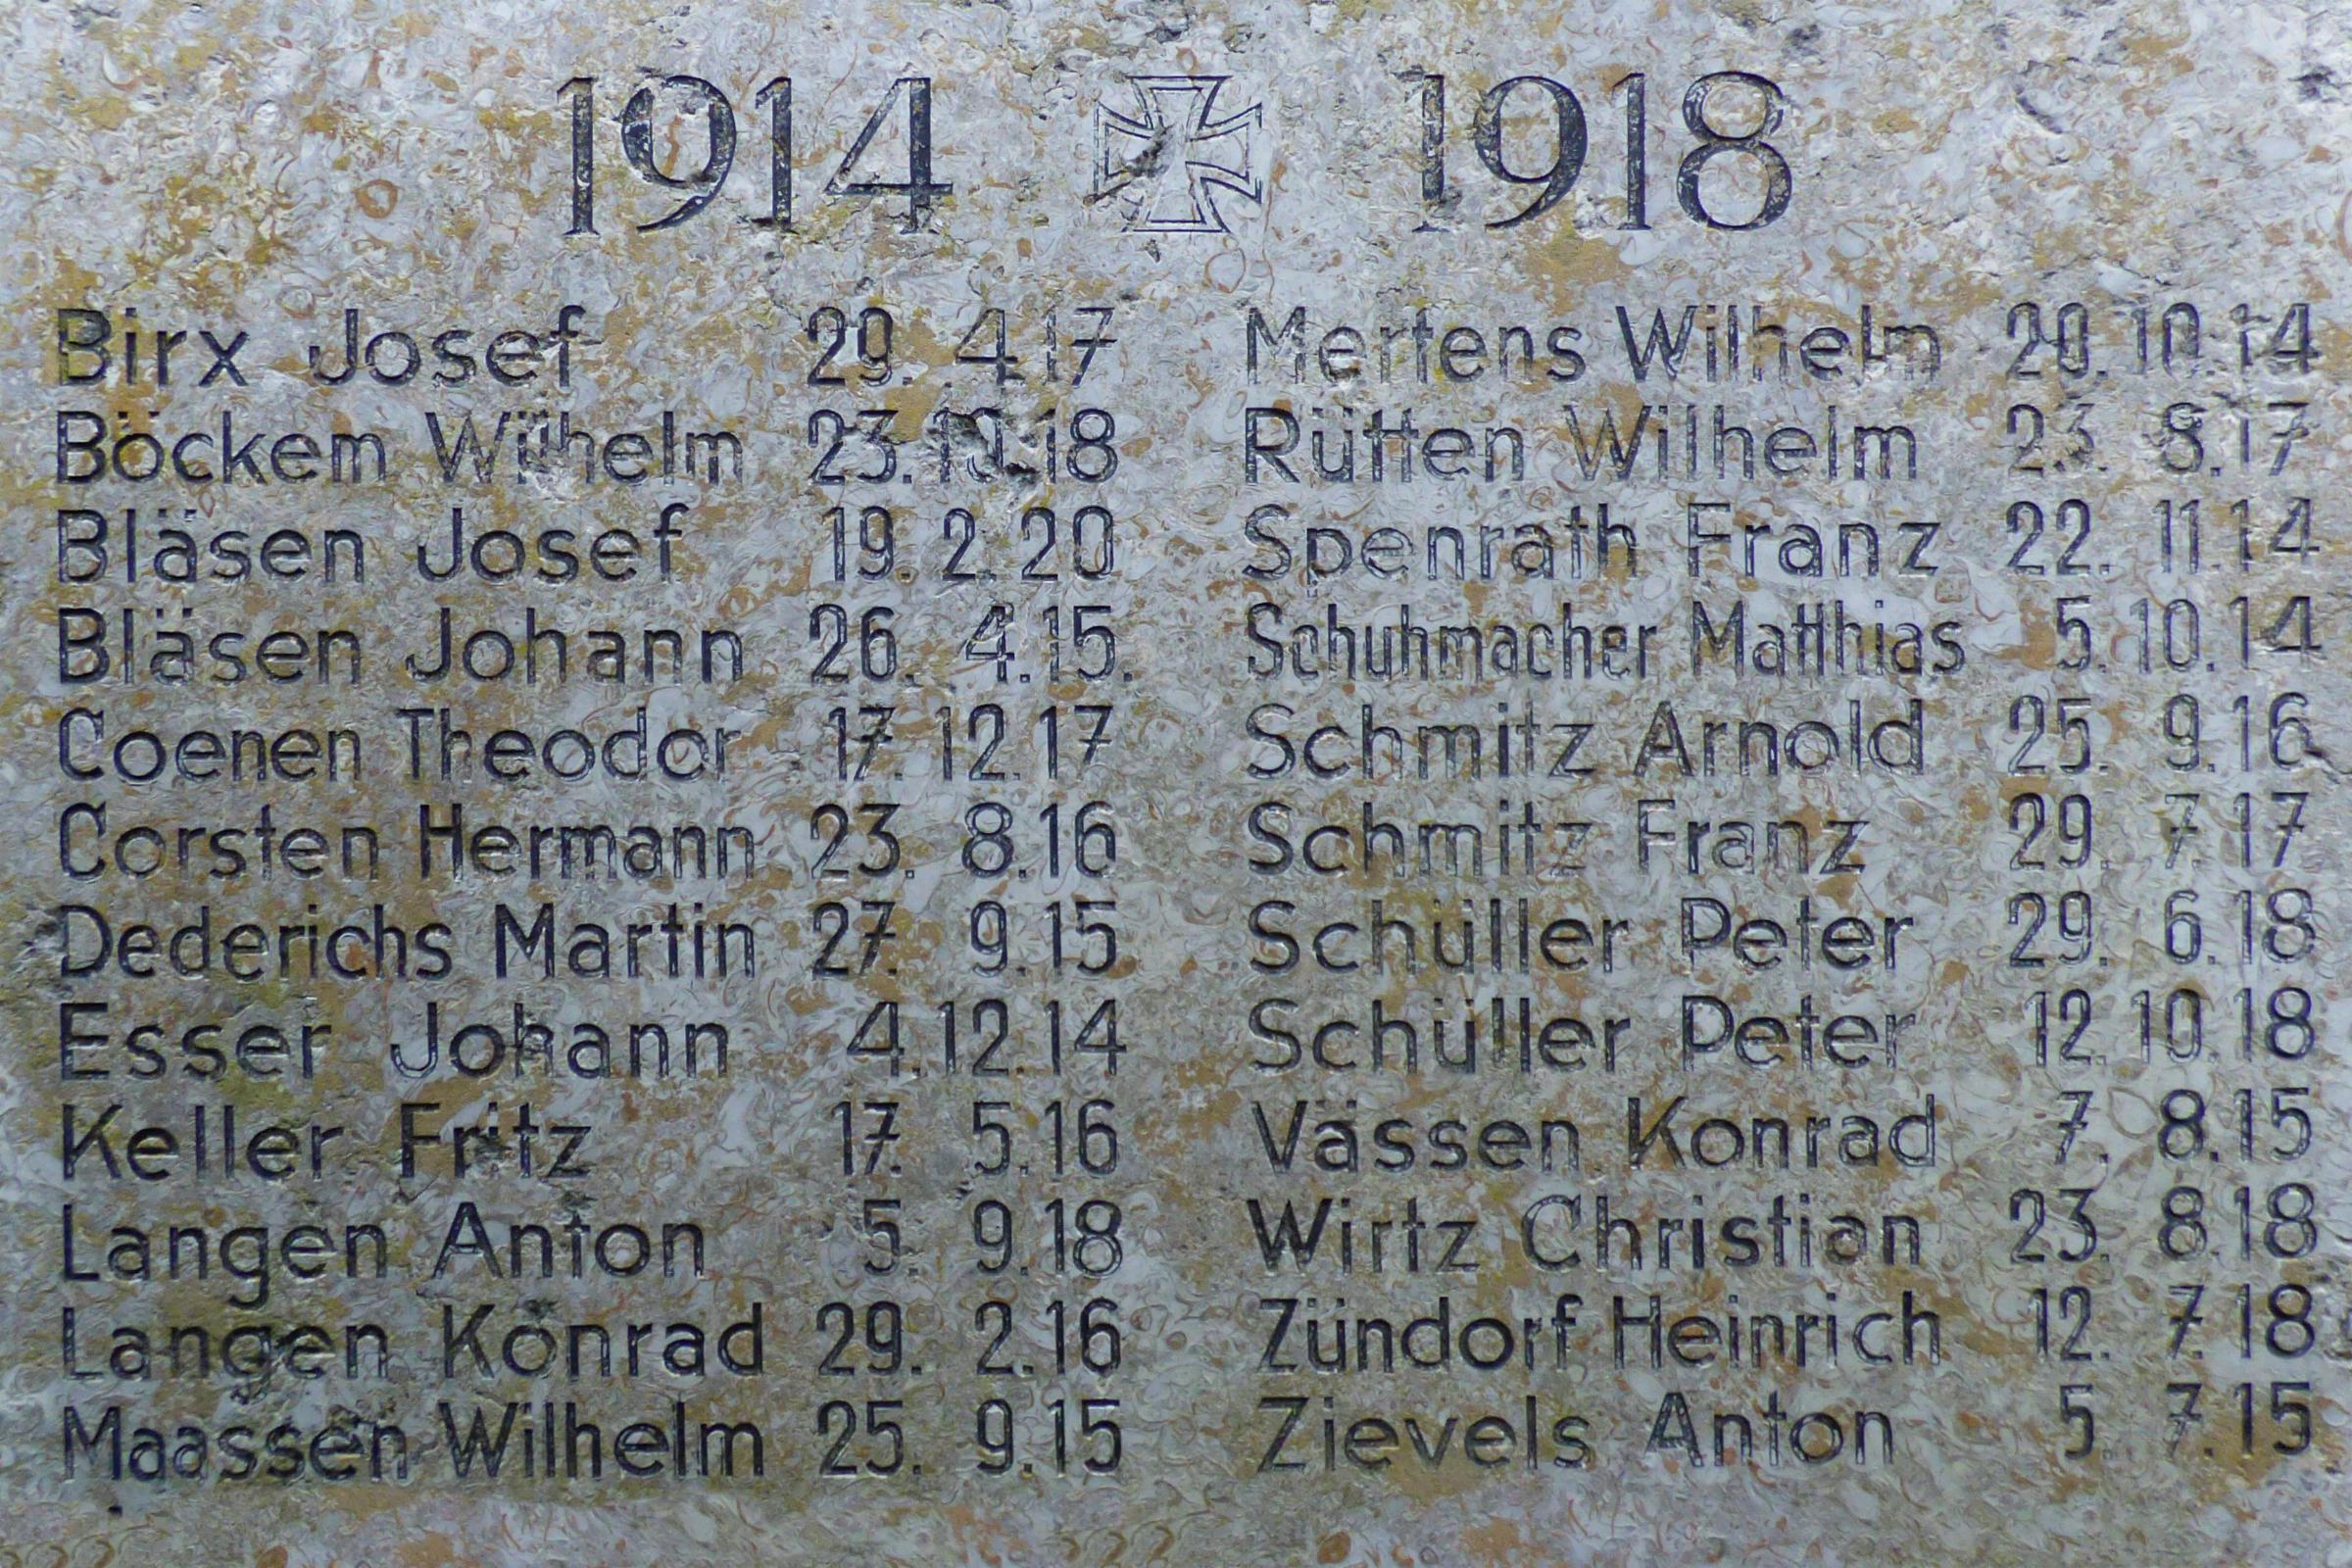 1914 1918
Birx Josef 29. 4.17
Böckem Wilhelm 23.10.18
Bläsen Josef 19. 2. 20
Bläsen Johann 26. 4.15.
Coenen Theodor 17. 12.17
Corsten Hermann 23. 8.16
Dederichs Martin 27. 9.15
Esser Johann 4.12.14
Keller Fritz 17. 5.16
Langen Anton 5. 9.18
Langen Konrad 29. 2.16
Maassen Wilhelm 25. 9.15
Mertens Wilhelm 20.10.14
Rütten Wilhelm 23. 8.17
Spenrath Franz 22. 11.14
Schuhmacher Matthias 5.10.14
Schmitz Arnold 25. 9.16
Schmitz Franz 29. 7.17
Schüller Peter 29. 6.18
Schüller Peter 12.10.18
Vässen Konrad 7. 8.15
Wirtz Christian 23. 8.18
Zündorf Heinrich 12. 7.18
Zievels Anton 5. 7.15